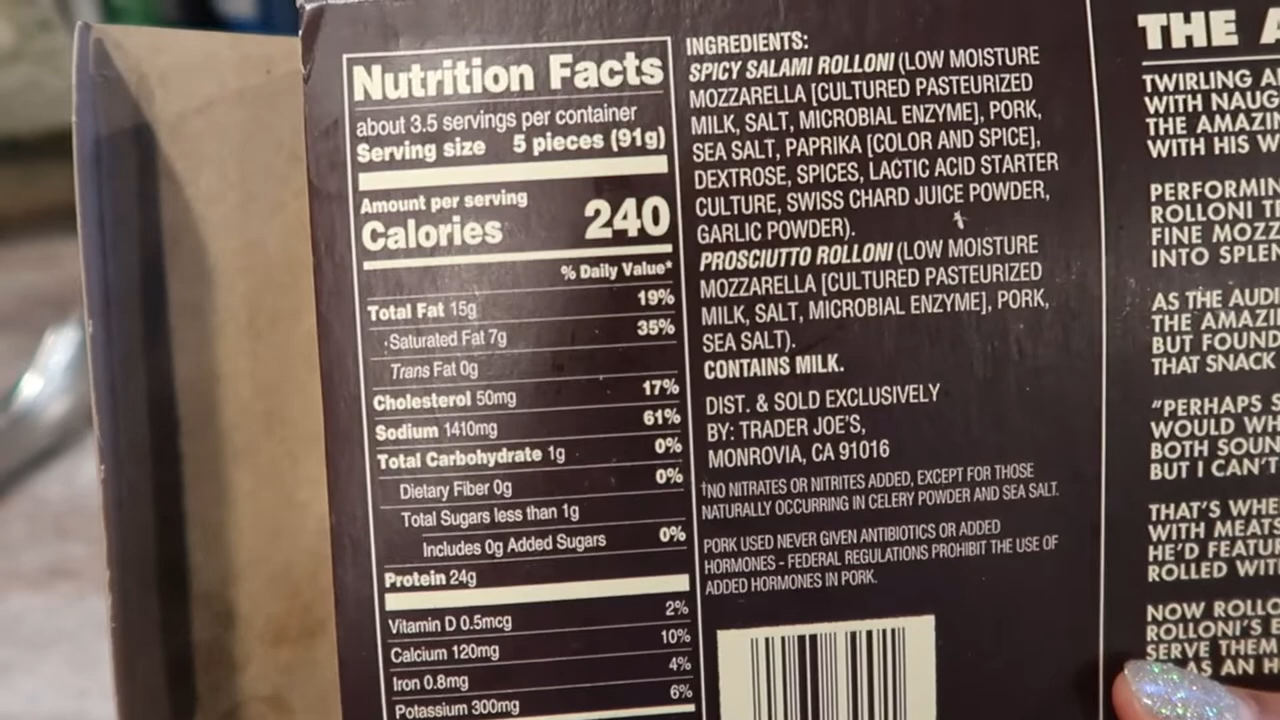 Nutrition Facts
about 3.5 servings per container
Serving size 5 pieces (91g)
Amount per serving
Calories 240
% Daily Value*
Total Fat 15g 19%
Saturated Fat 7g 35%
Trans Fat 0g
Cholesterol 50mg 17%
Sodium 1410mg 61%
Total Carbohydrate 1g 0%
Dietary Fiber 0g 0%
Total Sugars less than 1g
Includes 0g Added Sugars 0%
Protein 24g
Vitamin D 0.5mcg 2%
Calcium 120mg 10%
Iron 0.8mg 4%
Potassium 300mg 6%
INGREDIENTS:
SPICY SALAMI ROLLONI (LOW MOISTURE
MOZZARELLA [CULTURED PASTEURIZED
MILK, SALT, MICROBIAL ENZYME], PORK,
SEA SALT, PAPRIKA [COLOR AND SPICE],
DEXTROSE, SPICES, LACTIC ACID STARTER
CULTURE, SWISS CHARD JUICE POWDER,
GARLIC POWDER).
PROSCIUTTO ROLLONI (LOW MOISTURE
MOZZARELLA [CULTURED PASTEURIZED
MILK, SALT, MICROBIAL ENZYME], PORK,
SEA SALT).
CONTAINS MILK.
DIST. & SOLD EXCLUSIVELY
BY: TRADER JOE'S,
MONROVIA, CA 91016
†NO NITRATES OR NITRITES ADDED, EXCEPT FOR THOSE
NATURALLY OCCURRING IN CELERY POWDER AND SEA SALT.
PORK USED NEVER GIVEN ANTIBIOTICS OR ADDED
HORMONES - FEDERAL REGULATIONS PROHIBIT THE USE OF
ADDED HORMONES IN PORK.
THE A
TWIRLING A
WITH NAUG
THE AMAZIN
WITH HIS W
PERFORMIN
ROLLONI TH
FINE MOZZ
INTO SPLEN
AS THE AUDI
THE AMAZI
BUT FOUND
THAT SNACK
"PERHAPS S
WOULD WH
BOTH SOUN
BUT I CAN'T
THAT'S WHE
WITH MEATS
HE'D FEATU
ROLLED WIT
NOW ROLLO
ROLLONI'S E
SERVE THEM
AS AN H